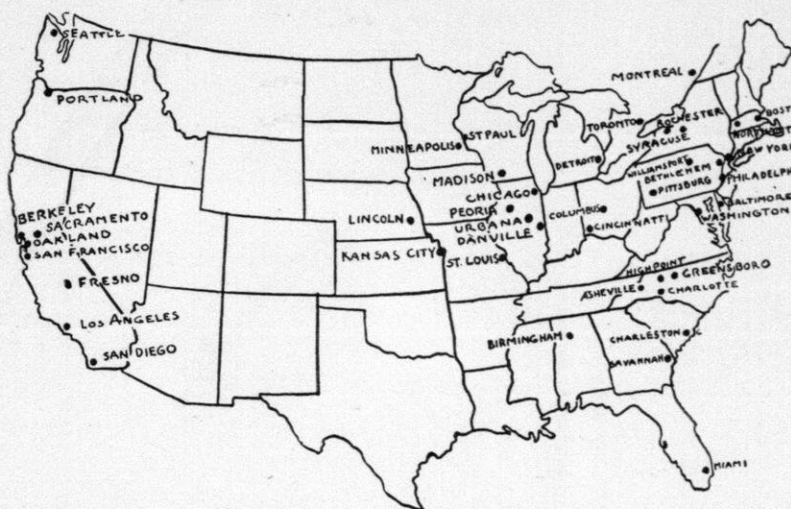 SEATTLE
PORTLAND
BERKELEY
SACRAMENTO
OAKLAND
SAN FRANCISCO
FRESNO
LOS ANGELES
SAN DIEGO
MINNEAPOLIS
ST PAUL
MADISON
CHICAGO
PEORIA
URBANA
DANVILLE
LINCOLN
KANSAS CITY
ST. LOUIS
DETROIT
COLUMBUS
CINCINNATTI
MONTREAL
TORONTO
ROCHESTER
SYRACUSE
BOST
NEW YORK
WILLIAMSPORT
BETHLEHEM
PITTSBURG
PHILADELPH
BALTIMORE
WASHINGTON
HIGHPOINT
GREENSBORO
ASHEVILLE
CHARLOTTE
BIRMINGHAM
CHARLESTON
SAVANNAH
MIAMI